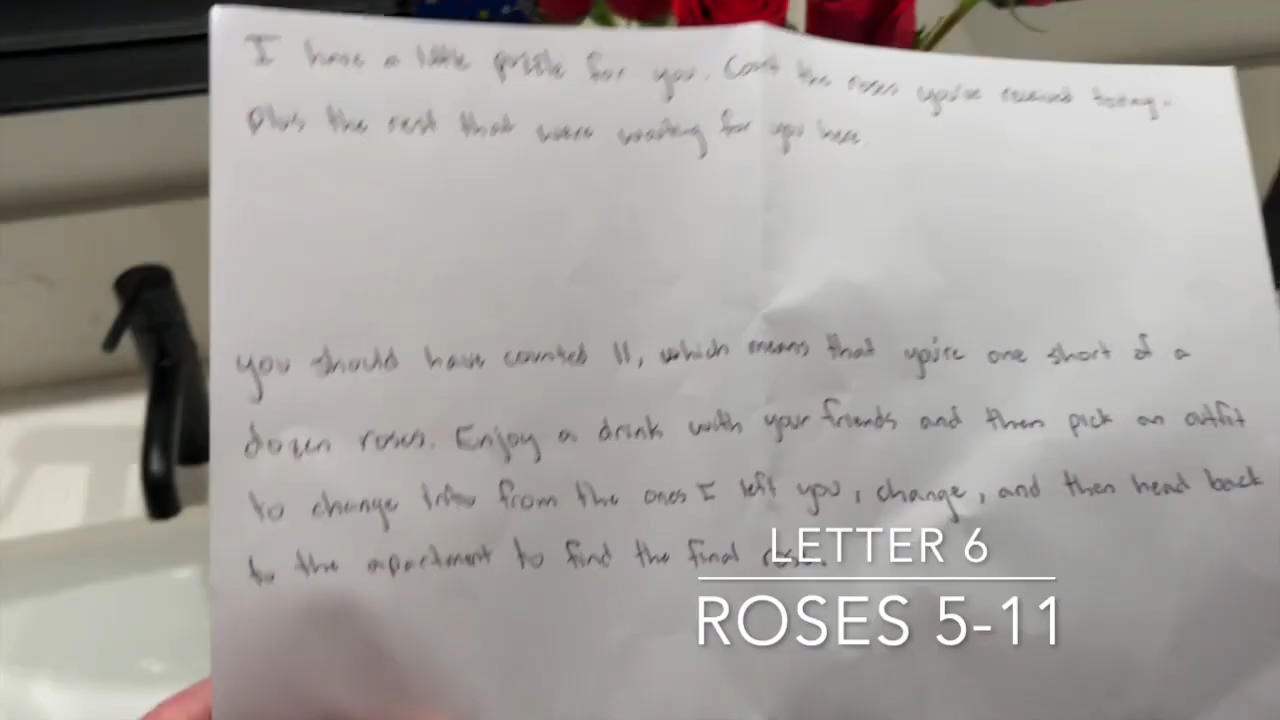 I have a little puzzle for you. Count the roses you've received today.
Plus the rest that were waiting for you here.
you should have counted 11, which means that you're one short of a
dozen roses. Enjoy a drink with your friends and then pick an outfit
to change into from the ones I left you, change, and then head back
to the apartment to find the final rose.
LETTER 6
ROSES 5-11